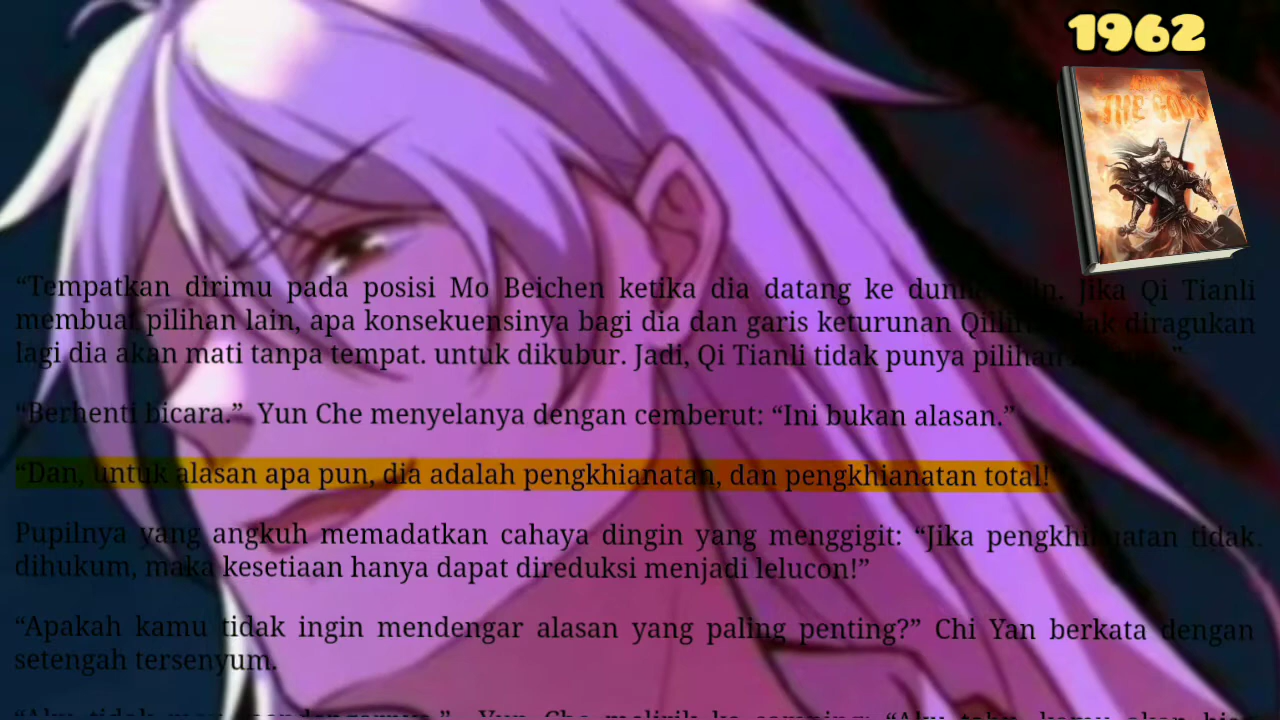 1962
THE GODS
“Tempatkan dirimu pada posisi Mo Beichen ketika dia datang ke dunia Jika Qi Tianli
membuat pilihan lain, apa konsekuensinya bagi dia dan garis keturunan Qilin tidak diragukan
lagi dia akan mati tanpa tempat. untuk dikubur. Jadi, Qi Tianli tidak punya pilihan
“Berhenti bicara.” Yun Che menyelanya dengan cemberut: “Ini bukan alasan.”
“Dan, untuk alasan apa pun, dia adalah pengkhianatan, dan pengkhianatan total!”
Pupilnya yang angkuh memadatkan cahaya dingin yang menggigit: “Jika pengkhianatan tidak
dihukum, maka kesetiaan hanya dapat direduksi menjadi lelucon!”
“Apakah kamu tidak ingin mendengar alasan yang paling penting?” Chi Yan berkata dengan
setengah tersenyum.